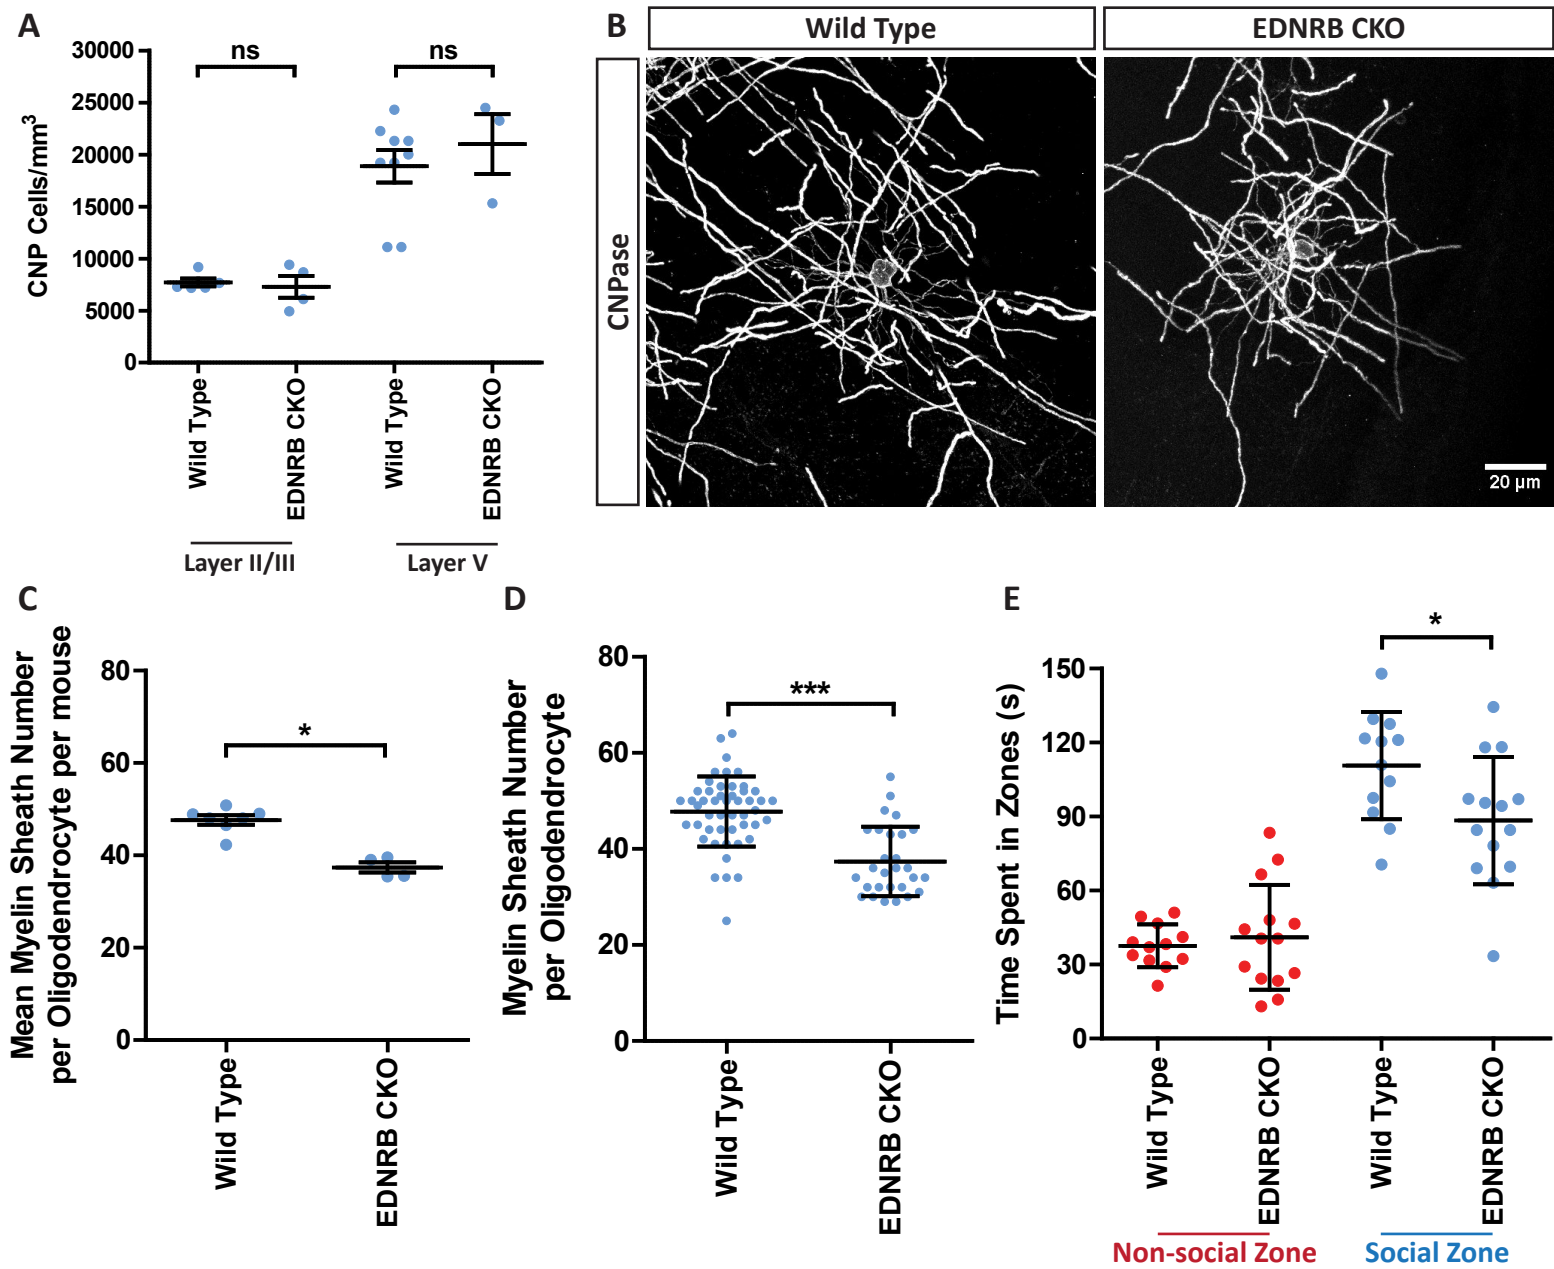 A
30000
25000
20000
15000
10000
5000
0
CNP Cells/mm³
ns
ns
Wild Type
EDNRB CKO
Wild Type
EDNRB CKO
Layer II/III
Layer V
B
Wild Type
EDNRB CKO
CNPase
20 µm
C
Mean Myelin Sheath Number
per Oligodendrocyte per mouse
80
60
40
20
0
*
Wild Type
EDNRB CKO
D
Myelin Sheath Number
per Oligodendrocyte
80
60
40
20
0
***
Wild Type
EDNRB CKO
E
Time Spent in Zones (s)
150
120
90
60
30
0
*
Wild Type
EDNRB CKO
Wild Type
EDNRB CKO
Non-social Zone
Social Zone